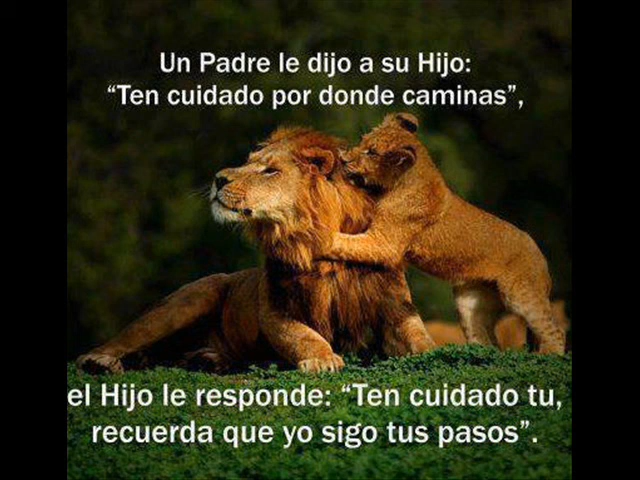 Un Padre le dijo a su Hijo:
“Ten cuidado por donde caminas”,
el Hijo le responde: “Ten cuidado tu,
recuerda que yo sigo tus pasos”.